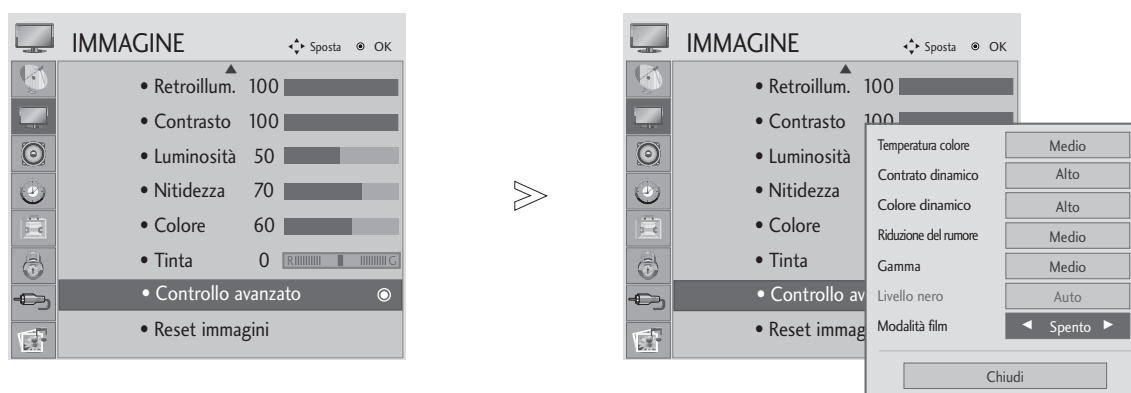 IMMAGINE
Sposta OK
• Retroillum. 100
• Contrasto 100
• Luminosità 50
• Nitidezza 70
• Colore 60
• Tinta 0 R G
• Controllo avanzato
• Reset immagini
IMMAGINE
Sposta OK
• Retroillum. 100
• Contrasto 100
• Luminosità
• Nitidezza
• Colore
• Tinta
• Controllo av
• Reset immag
Temperatura colore Medio
Contrato dinamico Alto
Colore dinamico Alto
Riduzione del rumore Medio
Gamma Medio
Livello nero Auto
Modalità film ◄ Spento ►
Chiudi